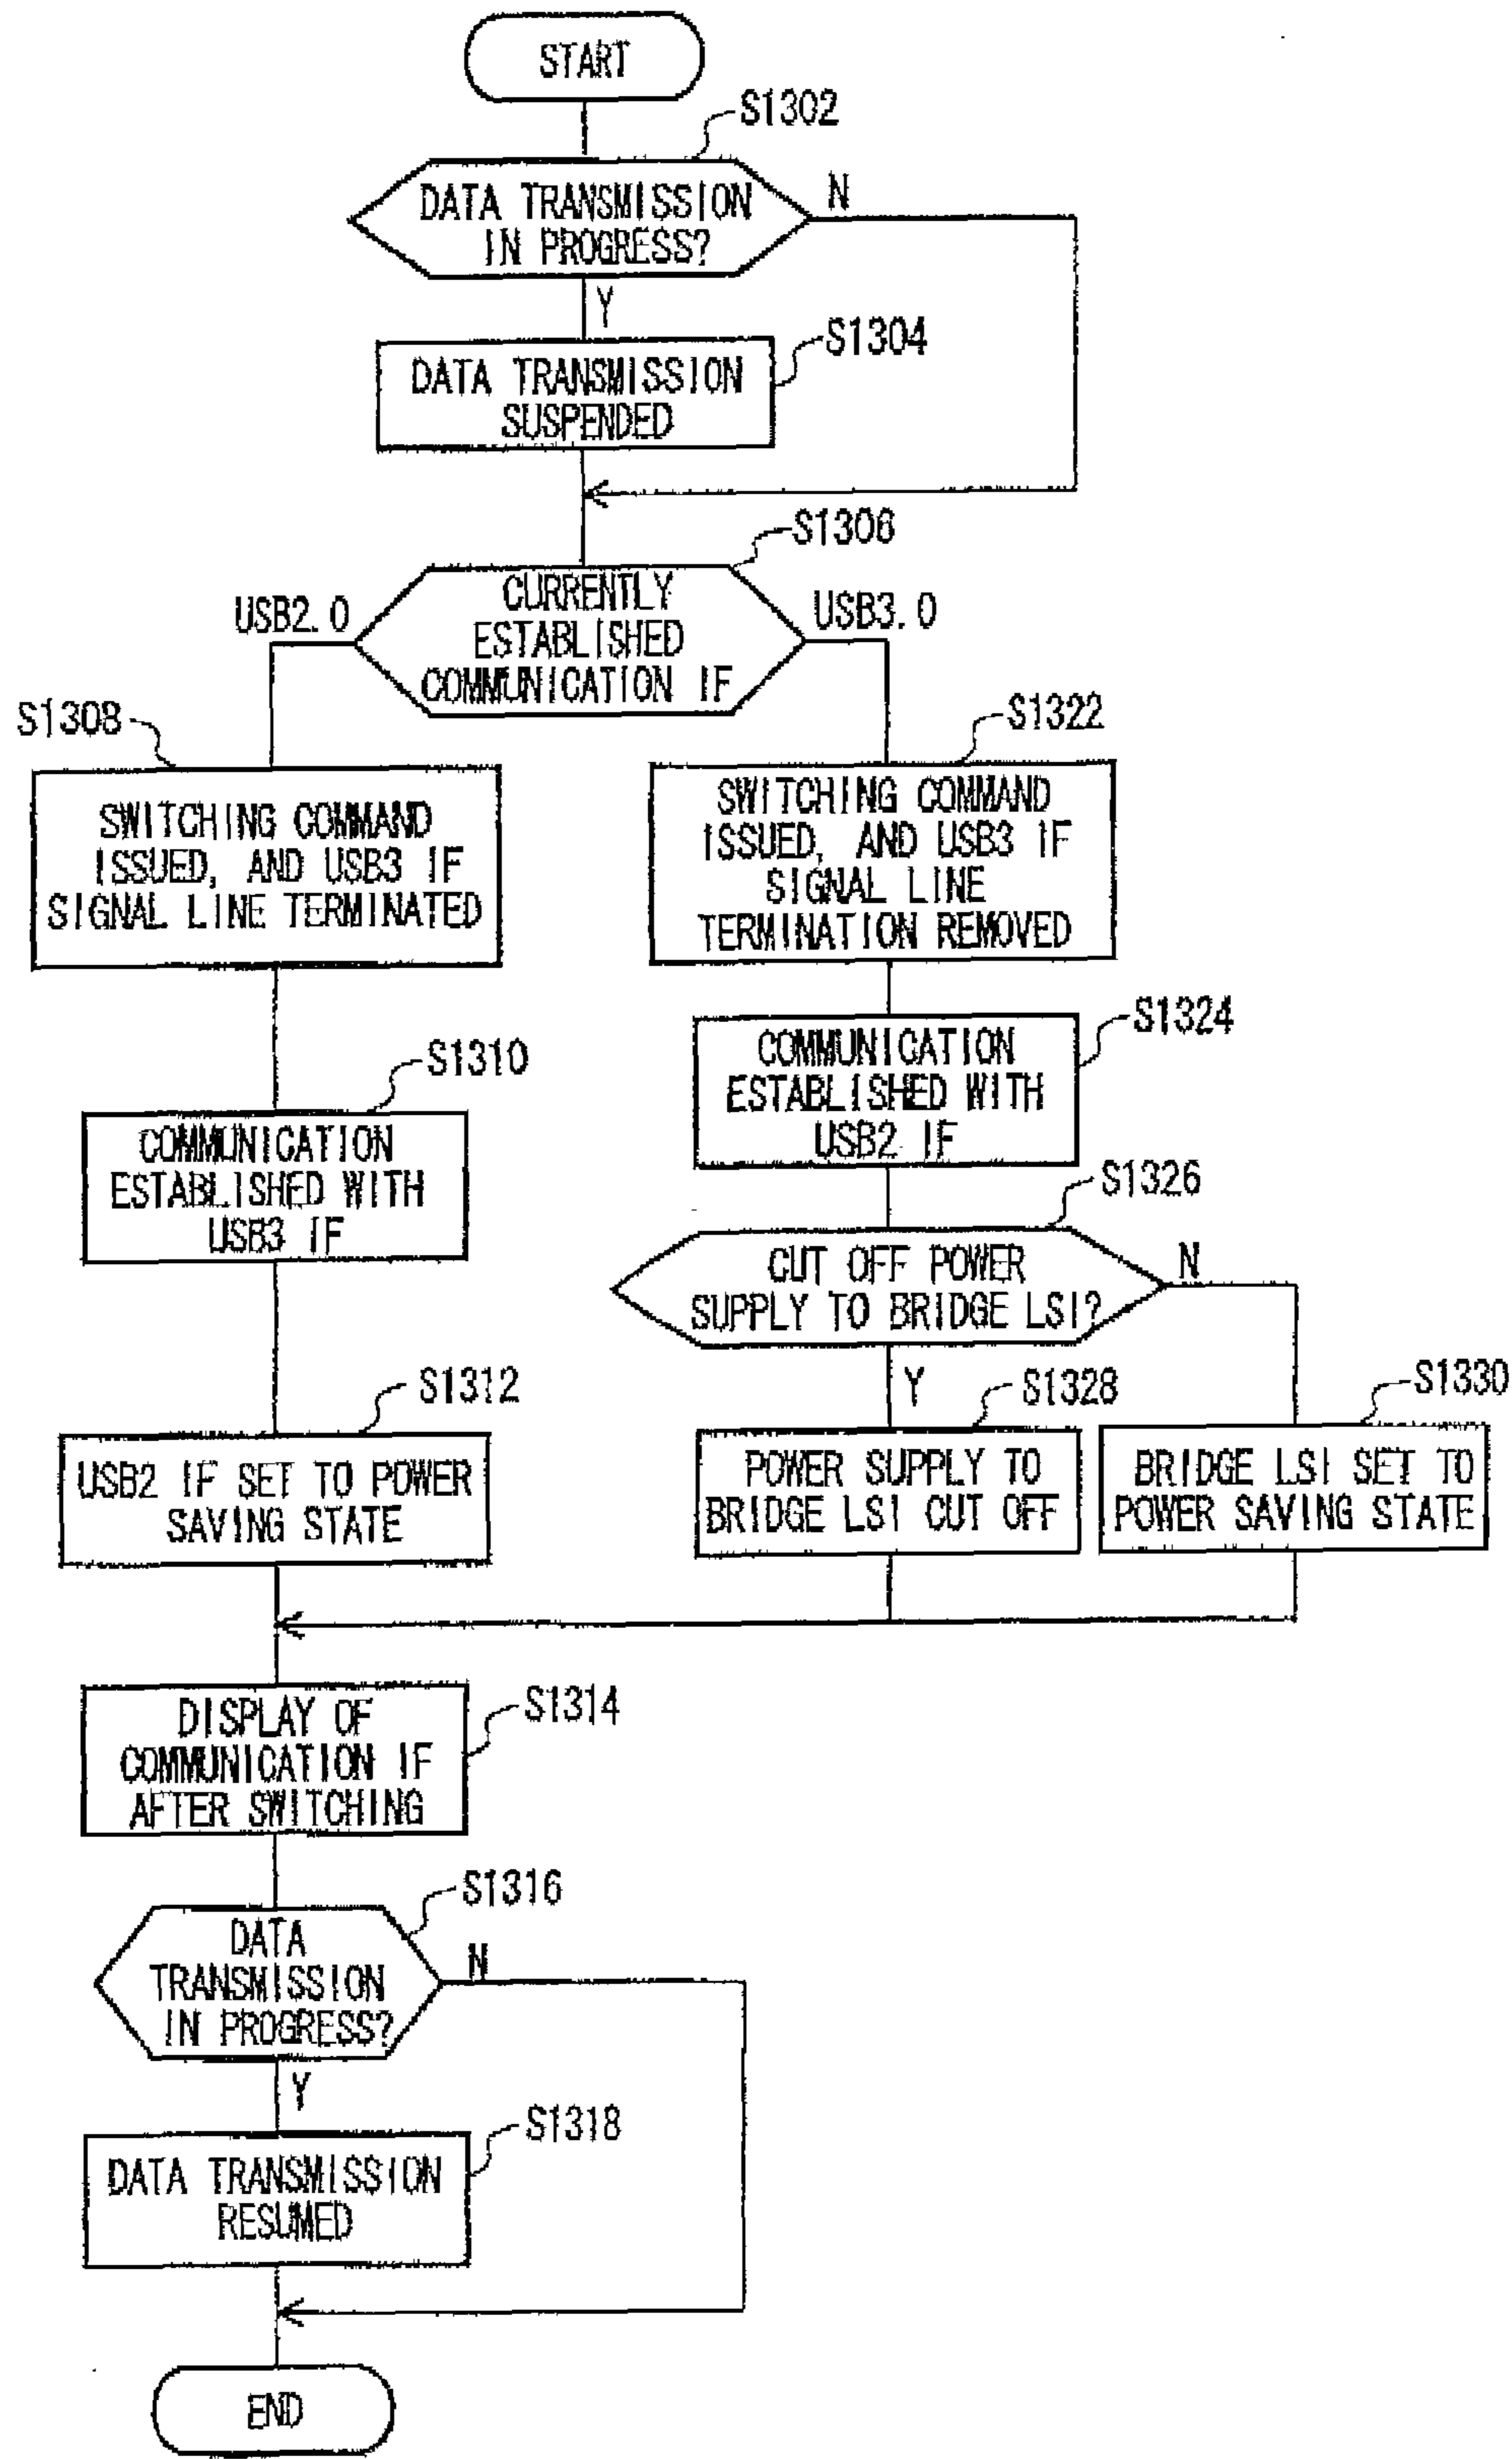 START
S1302
DATA TRANSMISSION
IN PROGRESS?
N
Y
S1304
DATA TRANSMISSION
SUSPENDED
S1306
CURRENTLY
ESTABLISHED
COMMUNICATION IF
USB2.0
USB3.0
S1308
SWITCHING COMMAND
ISSUED, AND USB3 IF
SIGNAL LINE TERMINATED
S1322
SWITCHING COMMAND
ISSUED, AND USB3 IF
SIGNAL LINE
TERMINATION REMOVED
S1324
COMMUNICATION
ESTABLISHED WITH
USB2 IF
S1310
COMMUNICATION
ESTABLISHED WITH
USB3 IF
S1326
CUT OFF POWER
SUPPLY TO BRIDGE LSI?
N
Y
S1312
USB2 IF SET TO POWER
SAVING STATE
S1328
POWER SUPPLY TO
BRIDGE LSI CUT OFF
S1330
BRIDGE LSI SET TO
POWER SAVING STATE
S1314
DISPLAY OF
COMMUNICATION IF
AFTER SWITCHING
S1316
DATA
TRANSMISSION
IN PROGRESS?
N
Y
S1318
DATA TRANSMISSION
RESUMED
END